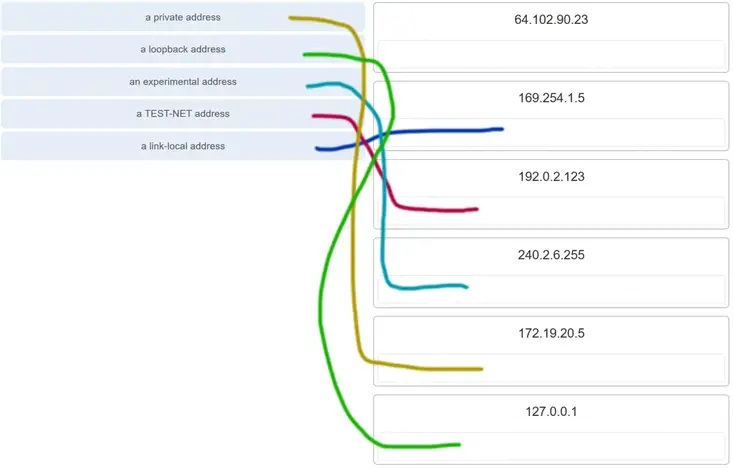 a private address
a loopback address
an experimental address
a TEST-NET address
a link-local address
64.102.90.23
169.254.1.5
192.0.2.123
240.2.6.255
172.19.20.5
127.0.0.1